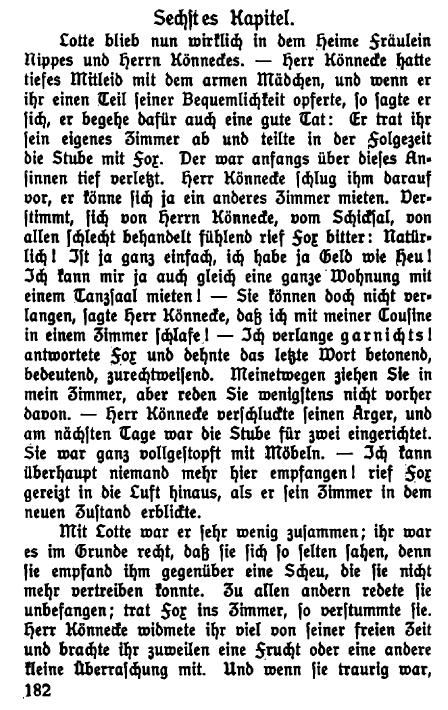 Sechstes Kapitel.
Lotte blieb nun wirklich in dem Heime Fräulein
Nippes und Herrn Könneckes. — Herr Könnecke hatte
tiefes Mitleid mit dem armen Mädchen, und wenn er
ihr einen Teil seiner Bequemlichkeit opferte, so sagte er
sich, er begehe dafür auch eine gute Tat: Er trat ihr
sein eigenes Zimmer ab und teilte in der Folgezeit
die Stube mit Fox. Der war anfangs über dieses An-
sinnen tief verletzt. Herr Könnecke schlug ihm darauf
vor, er könne sich ja ein anderes Zimmer mieten. Ver-
stimmt, sich von Herrn Könnecke, vom Schicksal, von
allen schlecht behandelt fühlend rief Fox bitter: Natür-
lich! Ist ja ganz einfach, ich habe ja Geld wie Heu!
Ich kann mir ja auch gleich eine ganze Wohnung mit
einem Tanzsaal mieten! — Sie können doch nicht ver-
langen, sagte Herr Könnecke, daß ich mit meiner Cousine
in einem Zimmer schlafe! — Ich verlange garnichts!
antwortete Fox und dehnte das letzte Wort betonend,
bedeutend, zurechtweisend. Meinetwegen ziehen Sie in
mein Zimmer, aber reden Sie wenigstens nicht vorher
davon. — Herr Könnecke verschluckte seinen Ärger, und
am nächsten Tage war die Stube für zwei eingerichtet.
Sie war ganz vollgestopft mit Möbeln. — Ich kann
überhaupt niemand mehr hier empfangen! rief Fox
gereizt in die Luft hinaus, als er sein Zimmer in dem
neuen Zustand erblickte.
Mit Lotte war er sehr wenig zusammen; ihr war
es im Grunde recht, daß sie sich so selten sahen, denn
sie empfand ihm gegenüber eine Scheu, die sie nicht
mehr vertreiben konnte. Zu allen andern redete sie
unbefangen; trat Fox ins Zimmer, so verstummte sie.
Herr Könnecke widmete ihr viel von seiner freien Zeit
und brachte ihr zuweilen eine Frucht oder eine andere
kleine Überraschung mit. Und wenn sie traurig war,
182